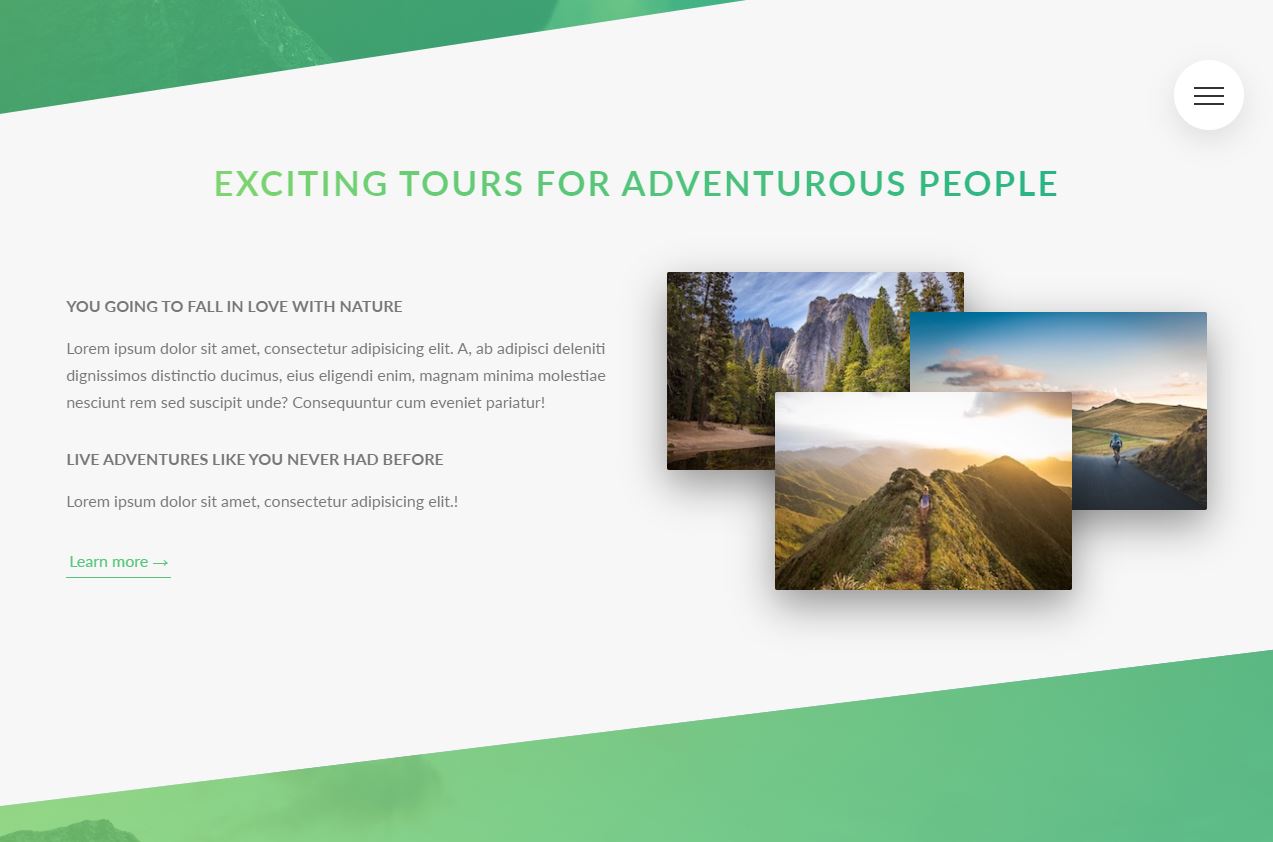 EXCITING TOURS FOR ADVENTUROUS PEOPLE
YOU GOING TO FALL IN LOVE WITH NATURE
Lorem ipsum dolor sit amet, consectetur adipisicing elit. A, ab adipisci deleniti
dignissimos distinctio ducimus, eius eligendi enim, magnam minima molestiae
nesciunt rem sed suscipit unde? Consequuntur cum eveniet pariatur!
LIVE ADVENTURES LIKE YOU NEVER HAD BEFORE
Lorem ipsum dolor sit amet, consectetur adipisicing elit.!
Learn more →